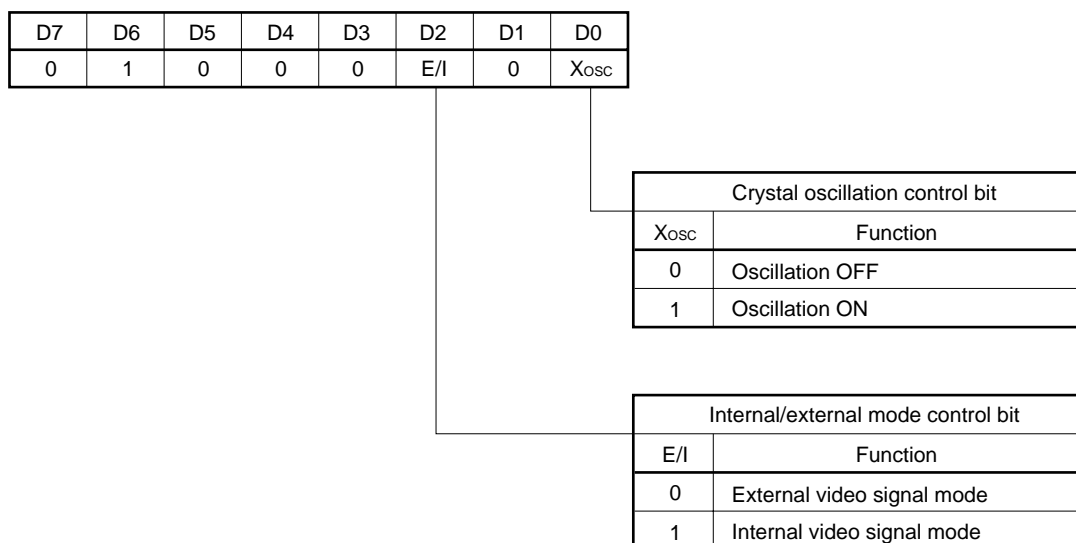 D7 D6 D5 D4 D3 D2 D1 D0
0 1 0 0 0 E/I 0 XOSC
Crystal oscillation control bit
XOSC Function
0 Oscillation OFF
1 Oscillation ON
Internal/external mode control bit
E/I Function
0 External video signal mode
1 Internal video signal mode